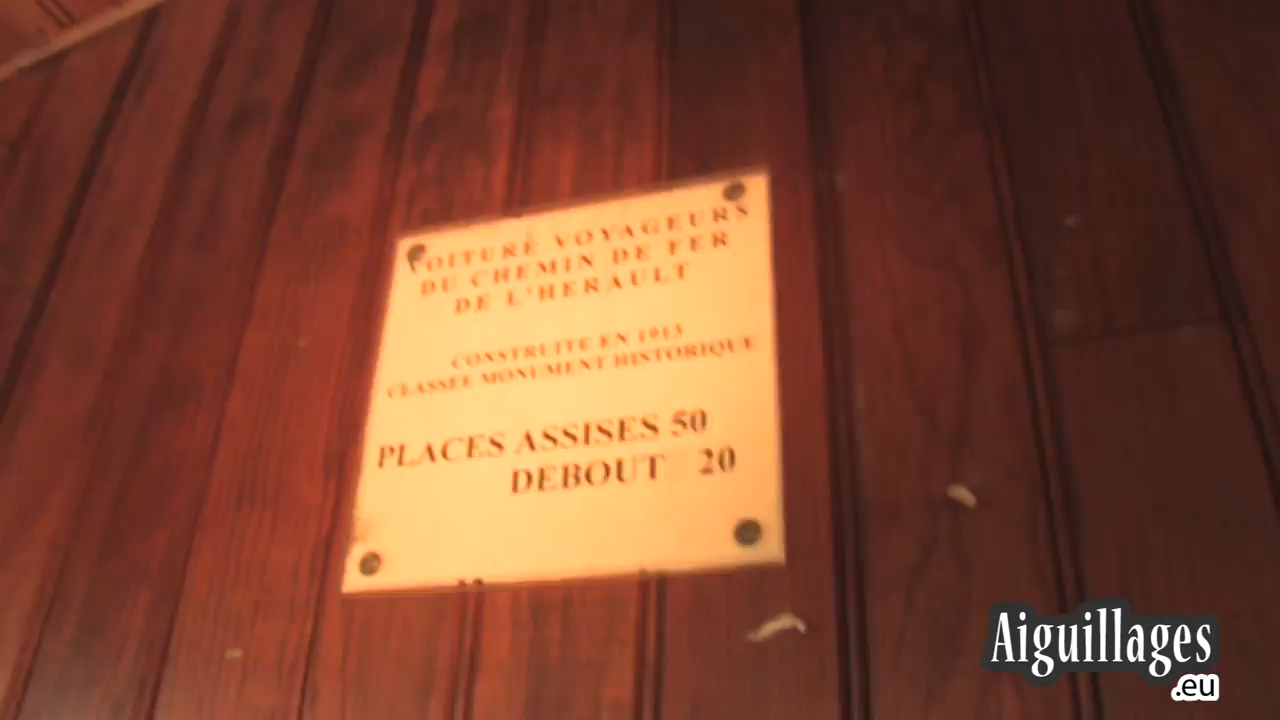 VOITURE VOYAGEURS
DU CHEMIN DE FER
DE L'HERAULT
CONSTRUITE EN 1913
CLASSEE MONUMENT HISTORIQUE
PLACES ASSISES 50
DEBOUT 20
Aiguillages
.eu